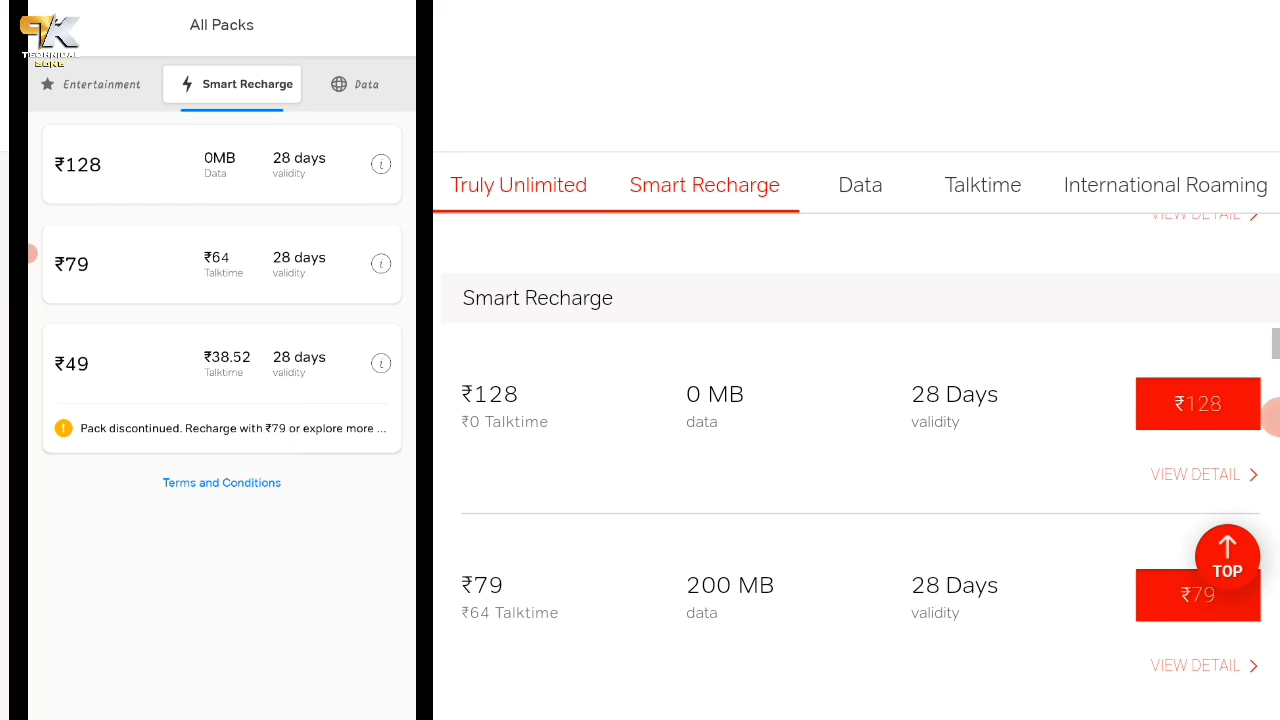 PK
TECHNICAL
ZONE
All Packs
Entertainment
Smart Recharge
Data
₹128
0MB
Data
28 days
validity
₹79
₹64
Talktime
28 days
validity
₹49
₹38.52
Talktime
28 days
validity
Pack discontinued. Recharge with ₹79 or explore more ...
Terms and Conditions
Truly Unlimited
Smart Recharge
Data
Talktime
International Roaming
VIEW DETAIL
Smart Recharge
₹128
₹0 Talktime
0 MB
data
28 Days
validity
₹128
VIEW DETAIL
₹79
₹64 Talktime
200 MB
data
28 Days
validity
TOP
₹79
VIEW DETAIL